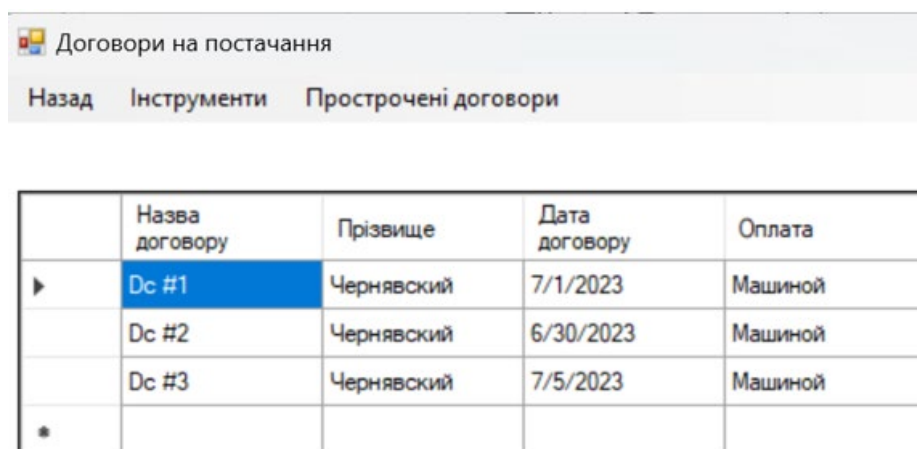 Договори на постачання
Назад Інструменти Прострочені договори
Назва договору Прізвище Дата договору Оплата
Dc #1 Чернявский 7/1/2023 Машиной
Dc #2 Чернявский 6/30/2023 Машиной
Dc #3 Чернявский 7/5/2023 Машиной